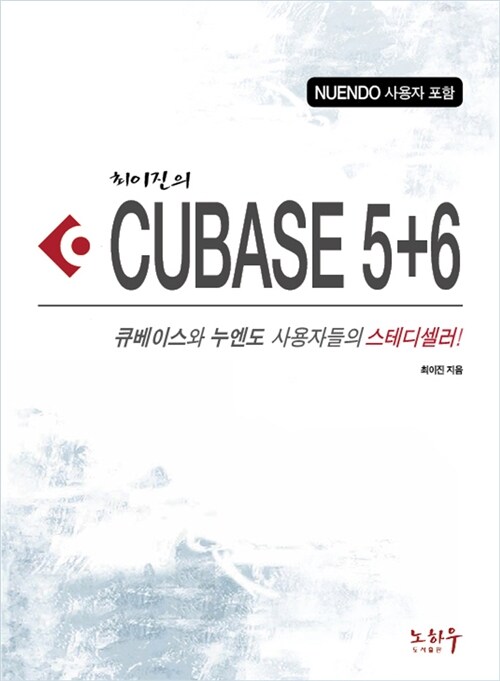 NUENDO 사용자 포함
최이진의
CUBASE 5+6
큐베이스와 누엔도 사용자들의 스테디셀러!
최이진 지음
노하우
도서출판